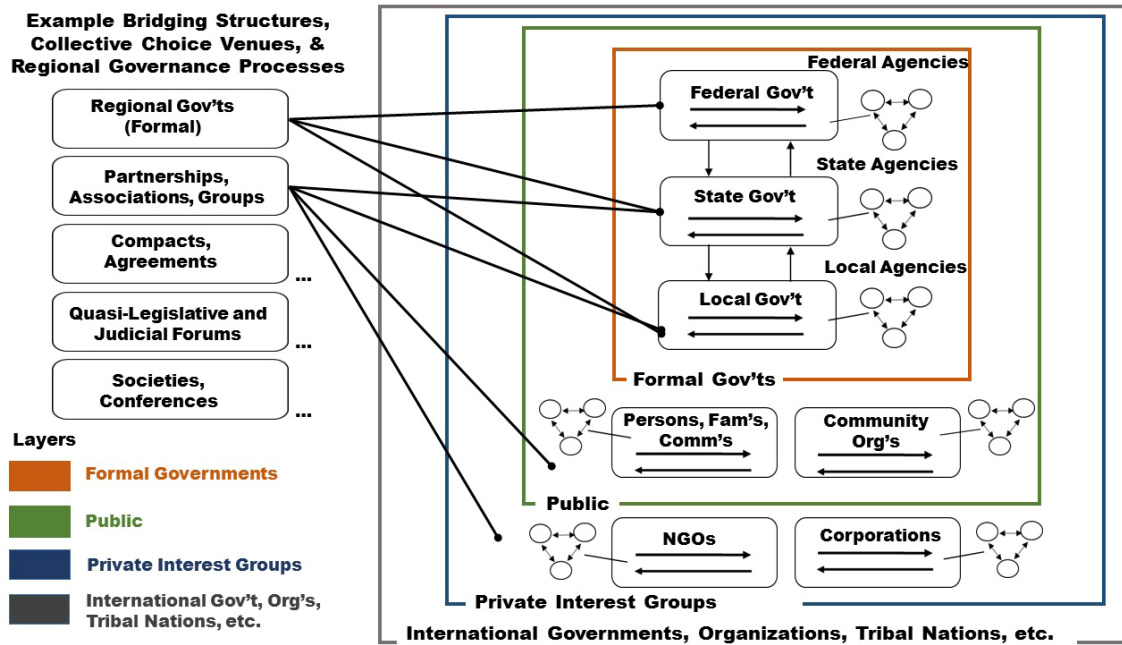 Example Bridging Structures,
Collective Choice Venues, &
Regional Governance Processes
Regional Gov'ts
(Formal)
Partnerships,
Associations, Groups
Compacts,
Agreements
...
Quasi-Legislative and
Judicial Forums
...
Societies,
Conferences
...
Layers
Formal Governments
Public
Private Interest Groups
International Gov't, Org's,
Tribal Nations, etc.
Federal Agencies
Federal Gov't
State Agencies
State Gov't
Local Agencies
Local Gov't
Formal Gov'ts
Persons, Fam's,
Comm's
Community
Org's
Public
NGOs
Corporations
Private Interest Groups
International Governments, Organizations, Tribal Nations, etc.